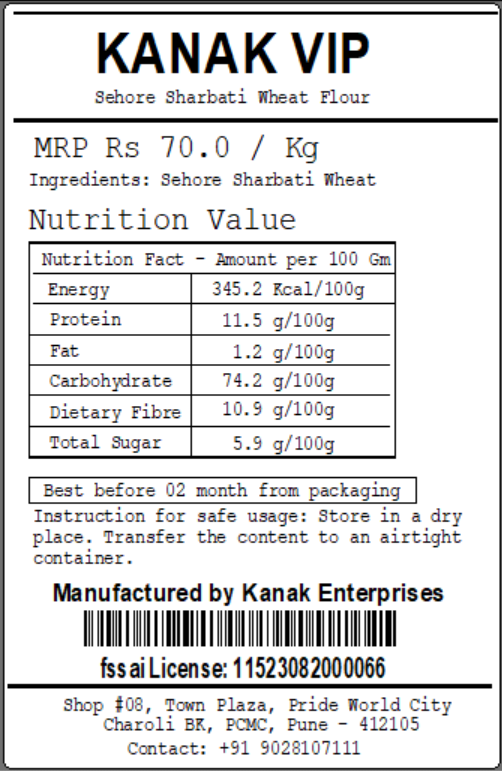 KANAK VIP
Sehore Sharbati Wheat Flour
MRP Rs 70.0 / Kg
Ingredients: Sehore Sharbati Wheat
Nutrition Value
Nutrition Fact - Amount per 100 Gm
Energy 345.2 Kcal/100g
Protein 11.5 g/100g
Fat 1.2 g/100g
Carbohydrate 74.2 g/100g
Dietary Fibre 10.9 g/100g
Total Sugar 5.9 g/100g
Best before 02 month from packaging
Instruction for safe usage: Store in a dry
place. Transfer the content to an airtight
container.
Manufactured by Kanak Enterprises
fssai License: 11523082000066
Shop #08, Town Plaza, Pride World City
Charoli BK, PCMC, Pune - 412105
Contact: +91 9028107111